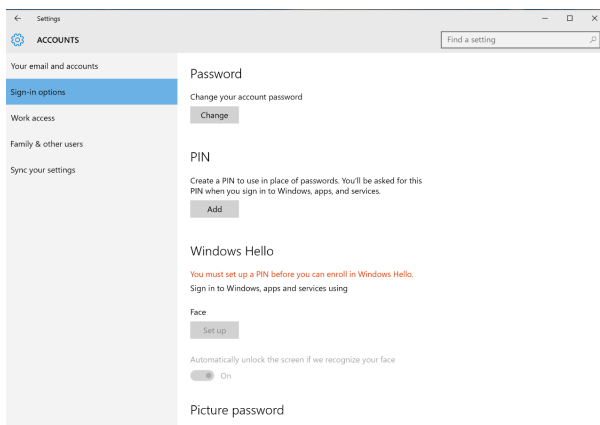 Settings
ACCOUNTS
Find a setting
Your email and accounts
Sign-in options
Work access
Family & other users
Sync your settings
Password
Change your account password
Change
PIN
Create a PIN to use in place of passwords. You'll be asked for this
PIN when you sign in to Windows, apps, and services.
Add
Windows Hello
You must set up a PIN before you can enroll in Windows Hello.
Sign in to Windows, apps and services using
Face
Set up
Automatically unlock the screen if we recognize your face
On
Picture password